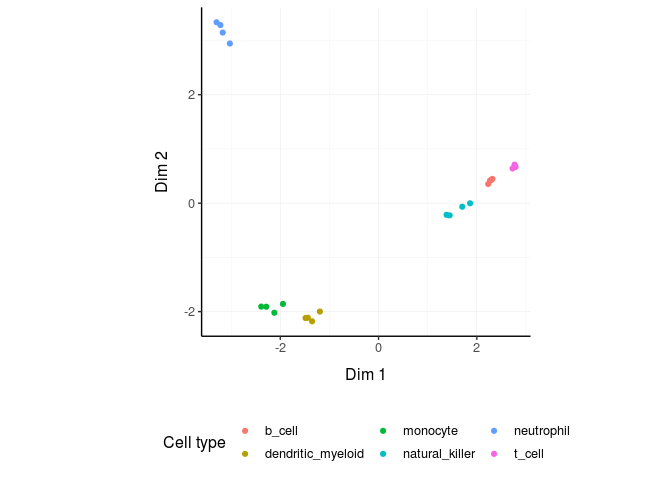 2
0
-2
Dim 2
-2
0
2
Dim 1
Cell type
b_cell
monocyte
neutrophil
dendritic_myeloid
natural_killer
t_cell